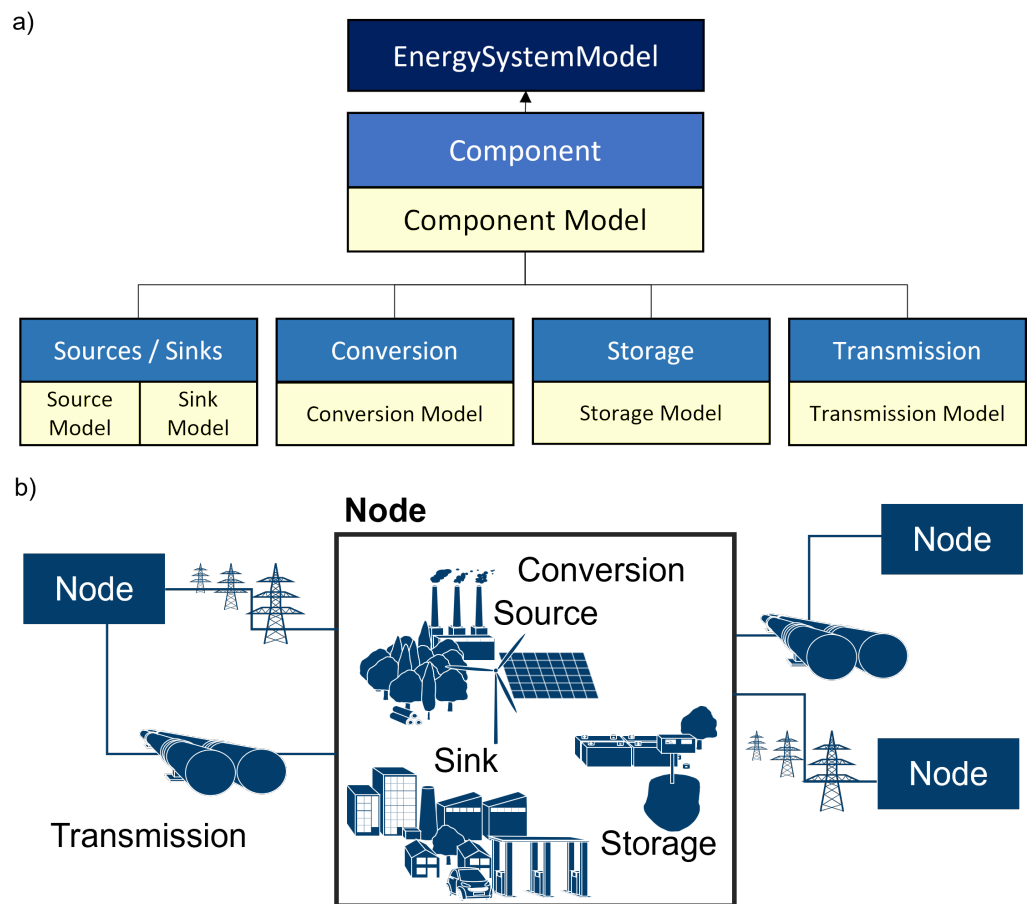 a)
EnergySystemModel
Component
Component Model
Sources / Sinks
Conversion
Storage
Transmission
Source
Model
Sink
Model
Conversion Model
Storage Model
Transmission Model
b)
Node
Node
Node
Conversion
Source
Sink
Storage
Transmission
Node